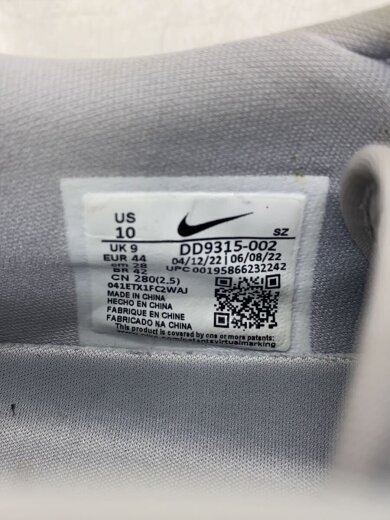 US
10
SZ
UK 9
DD9315-002
EUR 44
04/12/22 | 06/08/22
cm 28
BR 42
UPC 00195866232242
CN 280(2.5)
041ETX1FC2WAJ
MADE IN CHINA
HECHO EN CHINA
FABRIQUE EN CHINE
FABRICADO NA CHINA
This product is covered by one or more patents: